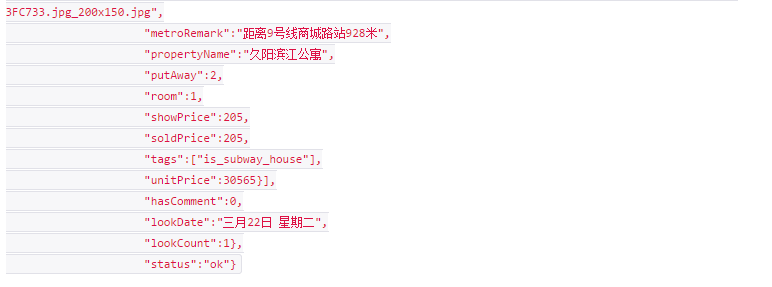 3FC733.jpg_200x150.jpg",
"metroRemark":"距离9号线商城路站928米",
"propertyName":"久阳滨江公寓",
"putAway":2,
"room":1,
"showPrice":205,
"soldPrice":205,
"tags":["is_subway_house"],
"unitPrice":30565}],
"hasComment":0,
"lookDate":"三月22日 星期二",
"lookCount":1},
"status":"ok"}